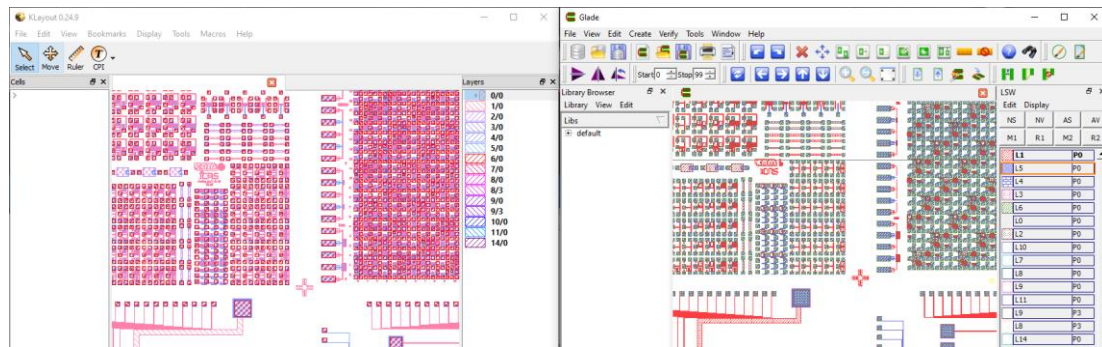 KLayout 0.24.9
File Edit View Bookmarks Display Tools Macros Help
Select Move Ruler CPI
Cells
Layers
0/0
1/0
2/0
3/0
4/0
5/0
6/0
7/0
8/0
8/3
9/0
9/3
10/0
11/0
14/0
Glade
File View Edit Create Verify Tools Window Help
Start 0 Stop 99
Library Browser
Library View Edit
Libs
default
LSW
Edit Display
NS NV AS AV
M1 R1 M2 R2
L1 P0
L5 P0
L4 P0
L3 P0
L6 P0
L0 P0
L2 P0
L10 P0
L7 P0
L8 P0
L9 P0
L11 P0
L9 P3
L8 P3
L14 P0